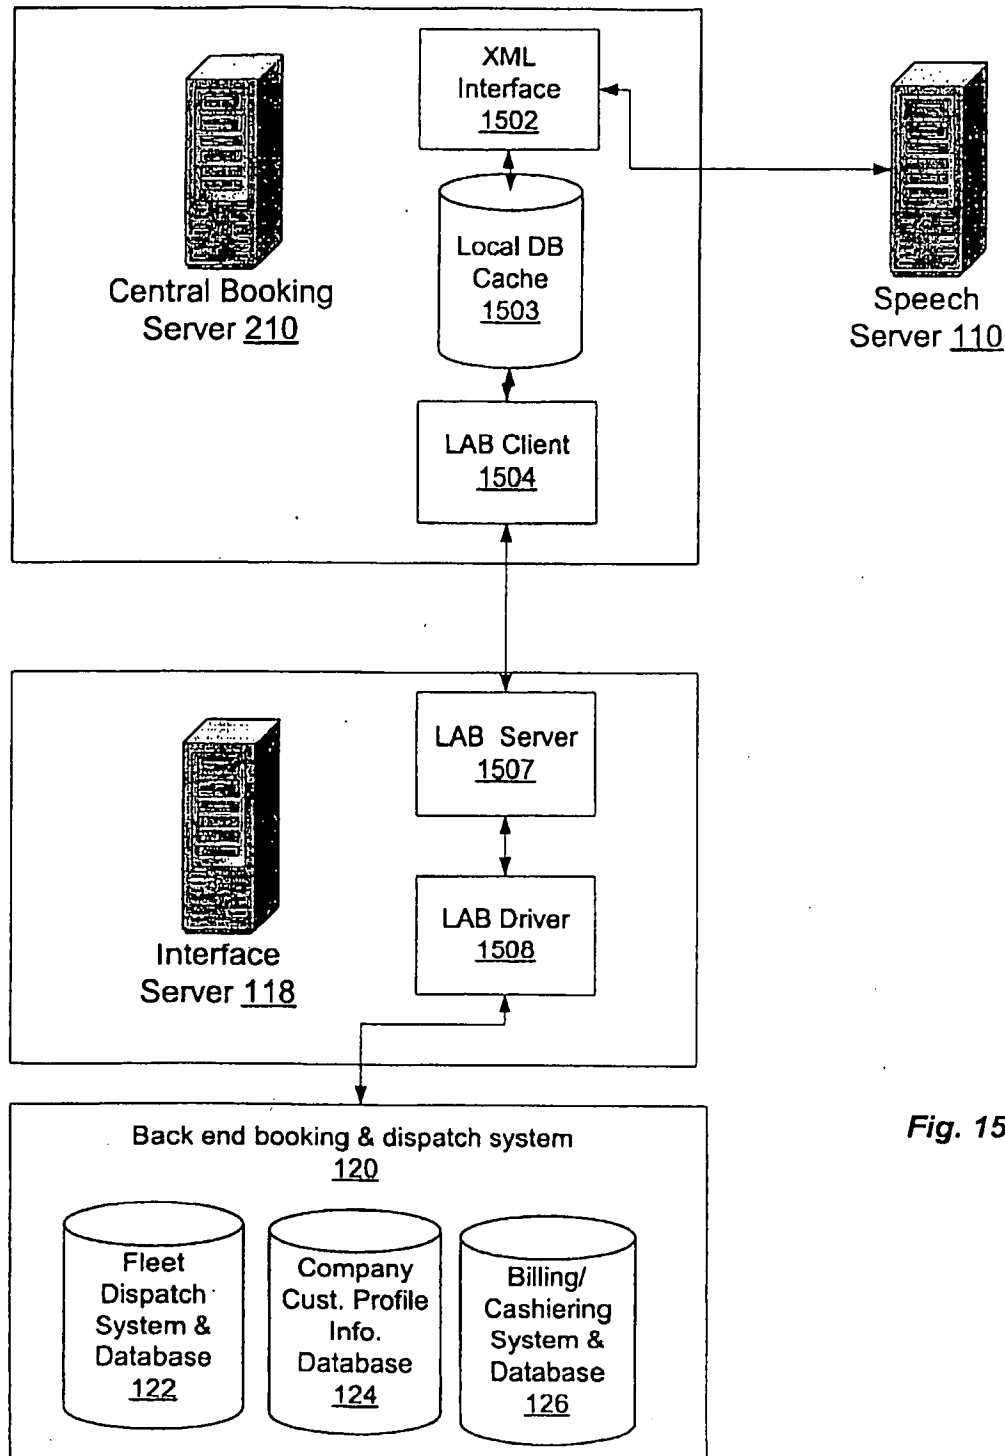 XML
Interface
1502
Local DB
Cache
1503
Central Booking
Server 210
Speech
Server 110
LAB Client
1504
LAB Server
1507
LAB Driver
1508
Interface
Server 118
Back end booking & dispatch system
120
Fig. 15
Fleet
Dispatch
System &
Database
122
Company
Cust. Profile
Info.
Database
124
Billing/
Cashiering
System &
Database
126